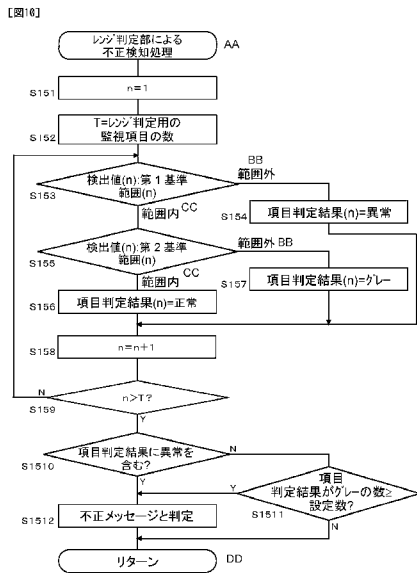 [図16]
レンジ判定部による
不正検知処理
AA
S151
n=1
S152
T=レンジ判定用の
監視項目の数
S153
検出値(n):第1基準
範囲(n)
BB
範囲外
範囲内
CC
S154
項目判定結果(n)=異常
S155
検出値(n):第2基準
範囲(n)
範囲外 BB
範囲内
CC
S157
項目判定結果(n)=グレー
S156
項目判定結果(n)=正常
S158
n=n+1
N
n>T?
S159
Y
項目判定結果に異常を
含む?
N
S1510
Y
項目
判定結果がグレーの数≥
設定数?
Y
S1511
N
S1512
不正メッセージと判定
リターン
DD